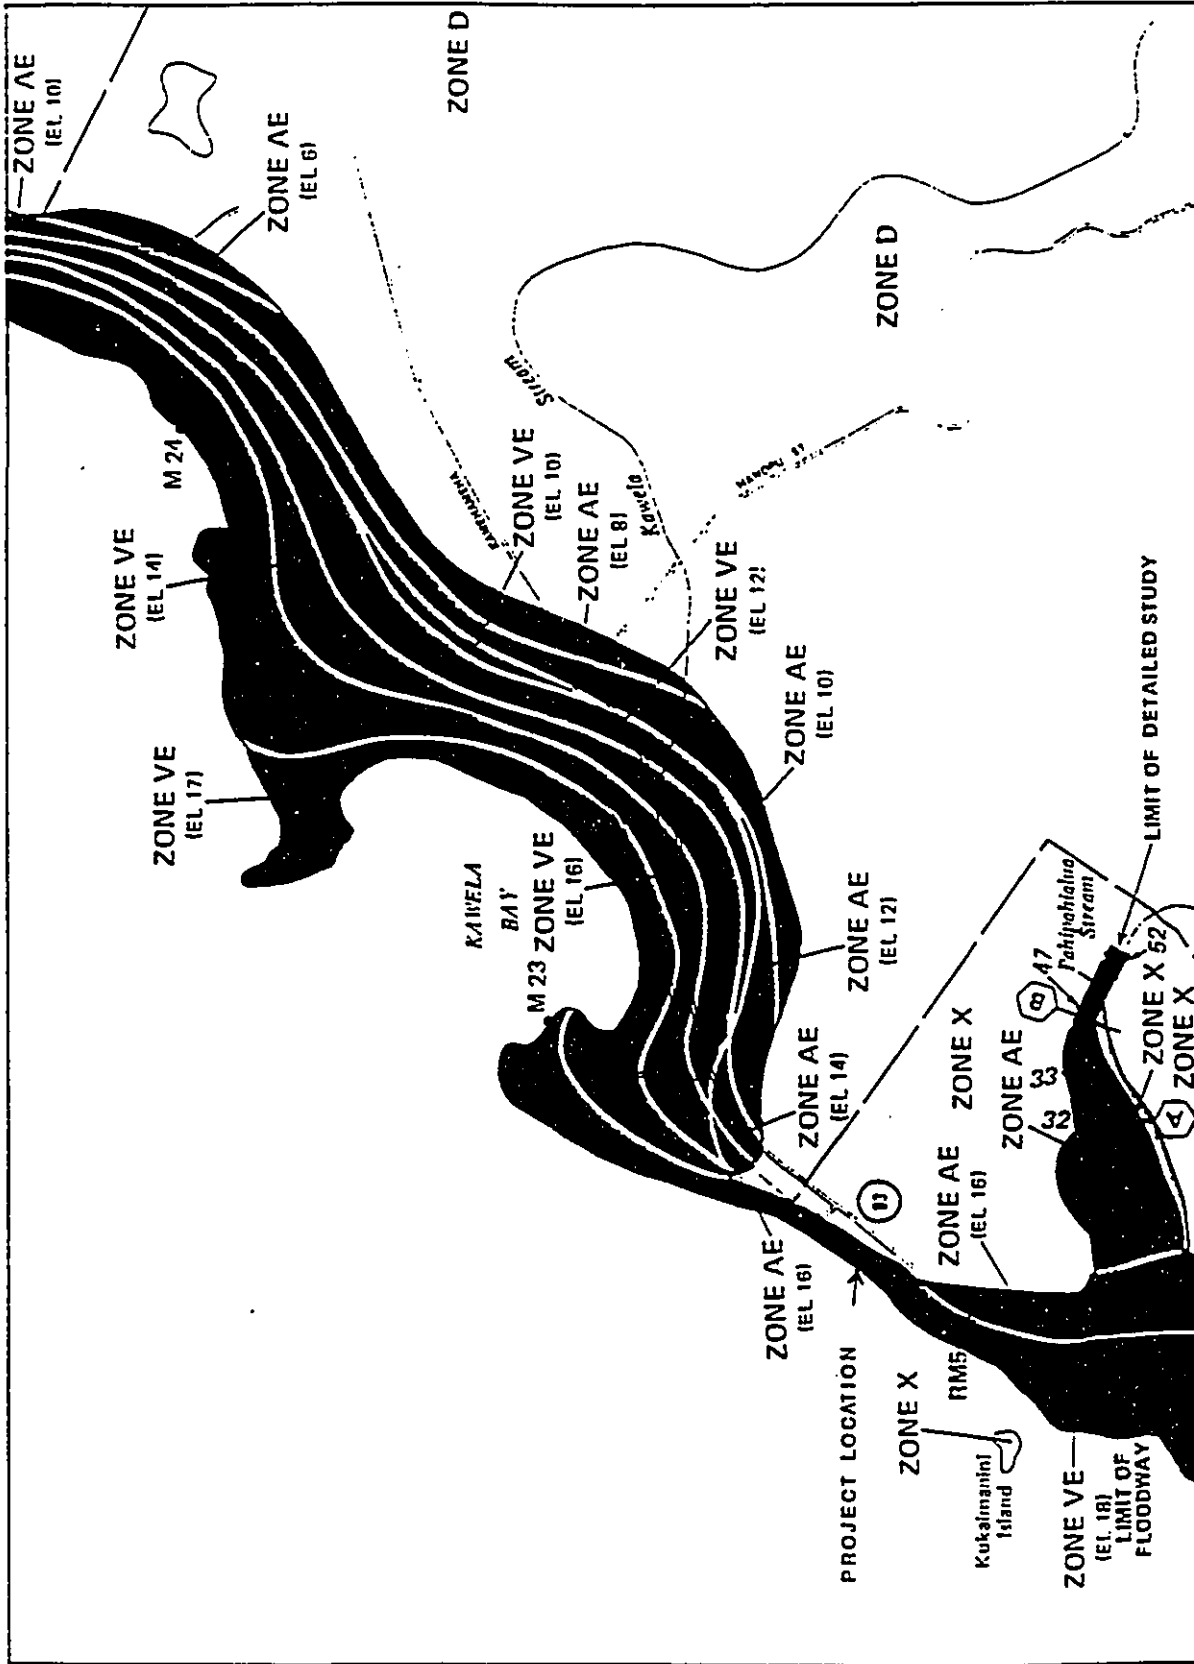 ZONE AE
(EL 10)
ZONE D
ZONE AE
(EL 6)
M 24
ZONE VE
(EL 14)
KAMEHAMEHA
Stream
ZONE D
ZONE VE
(EL 10)
ZONE AE
(EL 8)
Kawela
ZONE VE
(EL 12)
ZONE VE
(EL 17)
ZONE AE
(EL 10)
KAWELA
BAY
M 23
ZONE VE
(EL 16)
ZONE AE
(EL 12)
LIMIT OF DETAILED STUDY
Stream
47
52
B
ZONE X
ZONE X
ZONE X
ZONE AE
33
32
A
ZONE AE
(EL 14)
83
ZONE AE
(EL 16)
ZONE AE
(EL 16)
PROJECT LOCATION
ZONE X
RM5
Island
ZONE VE
(EL 18)
LIMIT OF
FLOODWAY